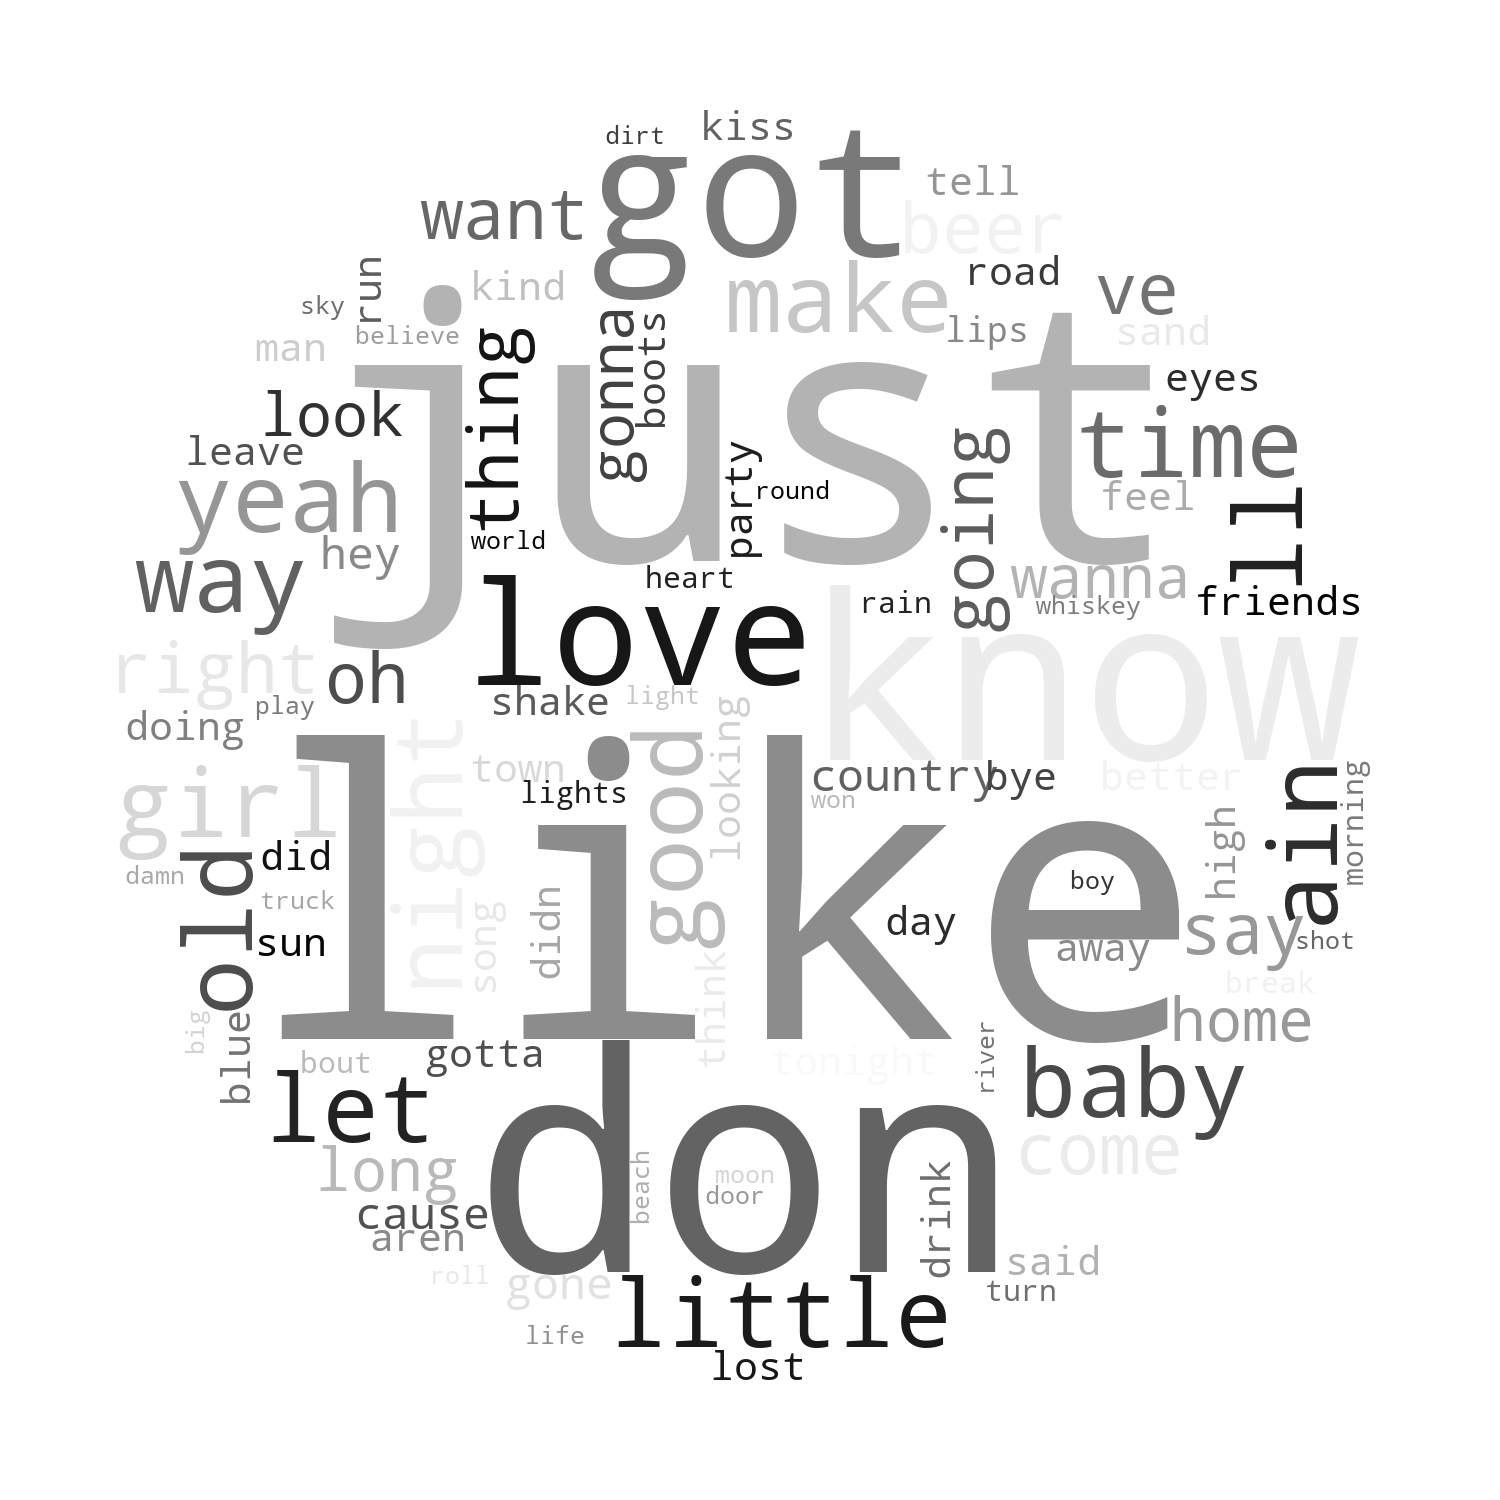 dirt
kiss
got
tell
want
beer
road
run
kind
make
ve
sky
believe
lips
sand
man
thing
gonna
boots
just
eyes
look
time
leave
yeah
party
round
going
feel
ll
world
hey
way
love
heart
rain
wanna
whiskey
friends
right
oh
know
play
shake
light
doing
night
town
good
looking
country
bye
better
morning
girl
lights
won
high
ain
did
damn
old
truck
like
boy
sun
song
didn
day
away
say
shot
think
break
big
blue
bout
gotta
tonight
river
home
let
don
baby
long
beach
moon
door
come
cause
aren
drink
said
roll
gone
little
turn
life
lost